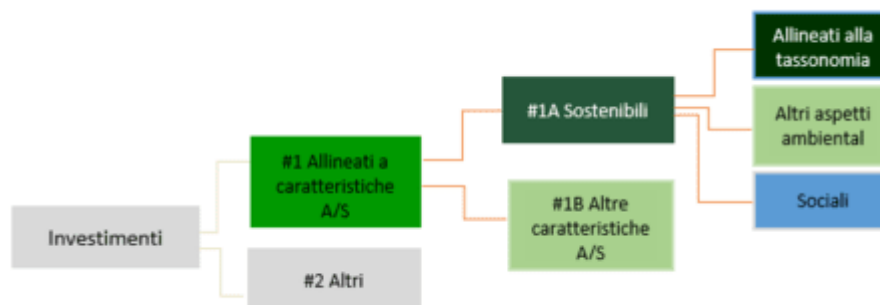 Investimenti
#1 Allineati a
caratteristiche
A/S
#2 Altri
#1A Sostenibili
#1B Altre
caratteristiche
A/S
Allineati alla
tassonomia
Altri aspetti
ambiental
Sociali